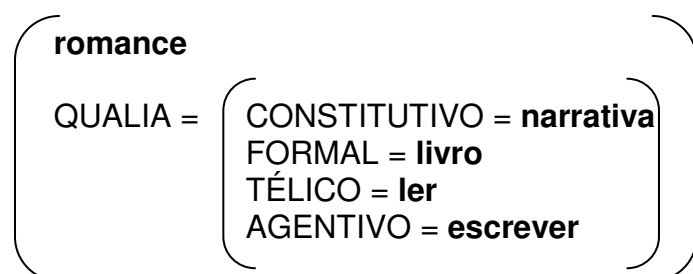 romance
QUALIA = CONSTITUTIVO = narrativa
FORMAL = livro
TÉLICO = ler
AGENTIVO = escrever